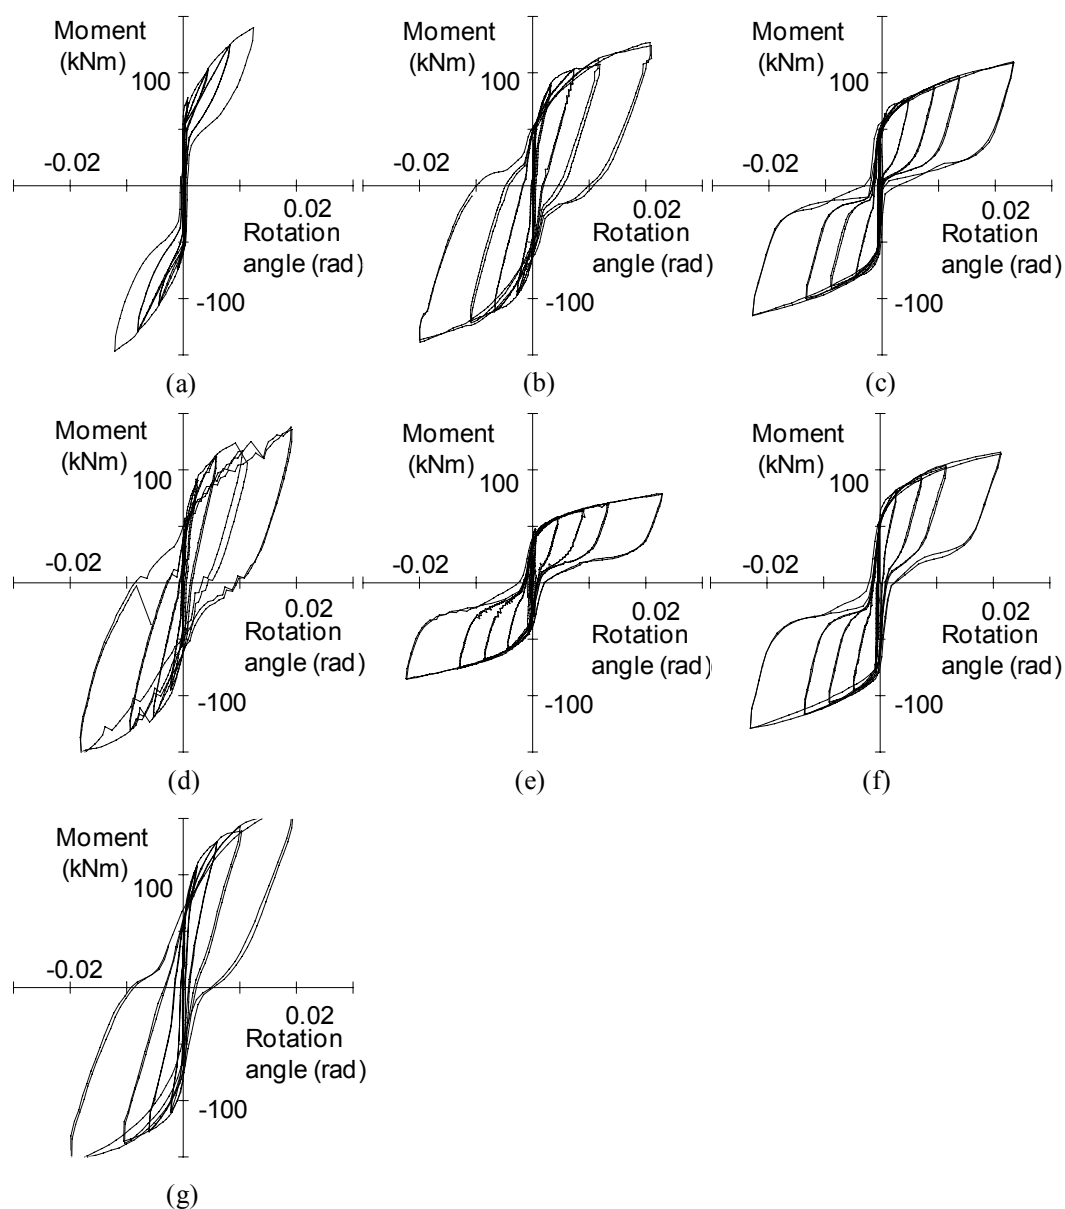 Moment
(kNm)
100
-0.02
0.02
Rotation
angle (rad)
-100
(a)
Moment
(kNm)
100
-0.02
0.02
Rotation
angle (rad)
-100
(b)
Moment
(kNm)
100
-0.02
0.02
Rotation
angle (rad)
-100
(c)
Moment
(kNm)
100
-0.02
0.02
Rotation
angle (rad)
-100
(d)
Moment
(kNm)
100
-0.02
0.02
Rotation
angle (rad)
-100
(e)
Moment
(kNm)
100
-0.02
0.02
Rotation
angle (rad)
-100
(f)
Moment
(kNm)
100
-0.02
0.02
Rotation
angle (rad)
-100
(g)